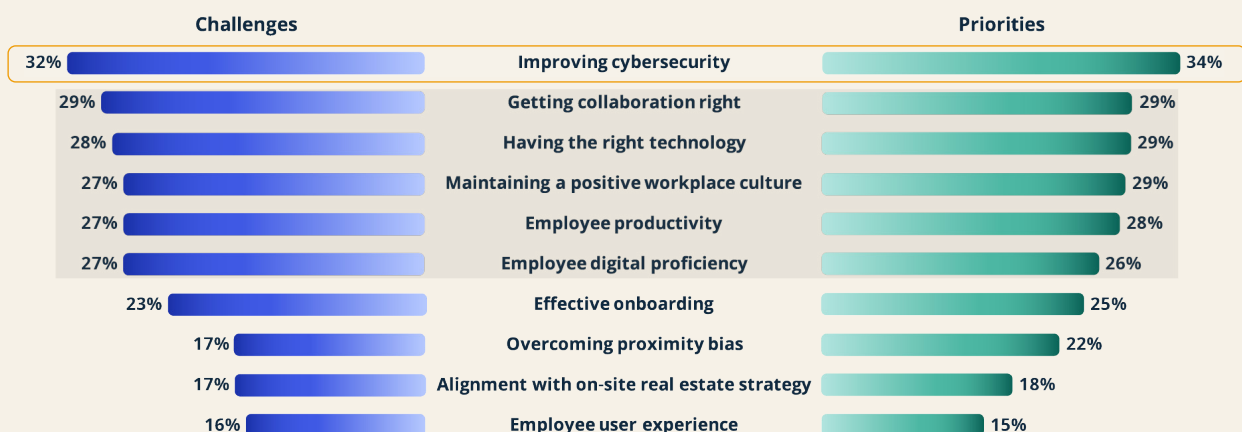 Challenges Priorities
32% Improving cybersecurity 34%
29% Getting collaboration right 29%
28% Having the right technology 29%
27% Maintaining a positive workplace culture 29%
27% Employee productivity 28%
27% Employee digital proficiency 26%
23% Effective onboarding 25%
17% Overcoming proximity bias 22%
17% Alignment with on-site real estate strategy 18%
16% Employee user experience 15%